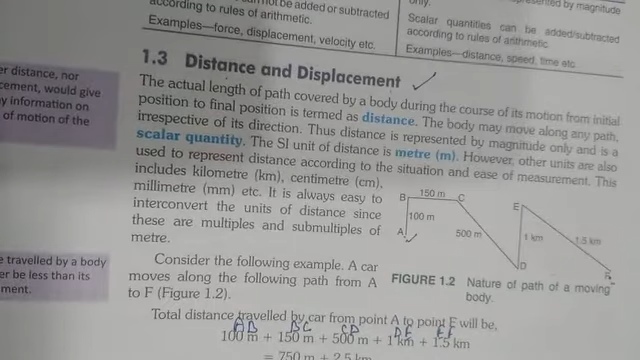 not be added or subtracted
according to rules of arithmetic.
Examples—force, displacement, velocity etc.
only.
represented by magnitude
Scalar quantities can be added/subtracted
according to rules of arithmetic.
Examples—distance, speed, time etc.
er distance, nor
cement, would give
y information on
of motion of the
1.3 Distance and Displacement
The actual length of path covered by a body during the course of its motion from initial
position to final position is termed as distance. The body may move along any path,
irrespective of its direction. Thus distance is represented by magnitude only and is a
scalar quantity. The SI unit of distance is metre (m). However, other units are also
used to represent distance according to the situation and ease of measurement. This
includes kilometre (km), centimetre (cm),
millimetre (mm) etc. It is always easy to
interconvert the units of distance since
these are multiples and submultiples of
metre.
B 150 m C
100 m
A
500 m
E
1 km
1.5 km
D
F
FIGURE 1.2 Nature of path of a moving
body.
e travelled by a body
er be less than its
ment.
Consider the following example. A car
moves along the following path from A
to F (Figure 1.2).
Total distance travelled by car from point A to point F will be,
AB BC CD DE EF
100 m + 150 m + 500 m + 1 km + 1.5 km
= 750 m + 2.5 km